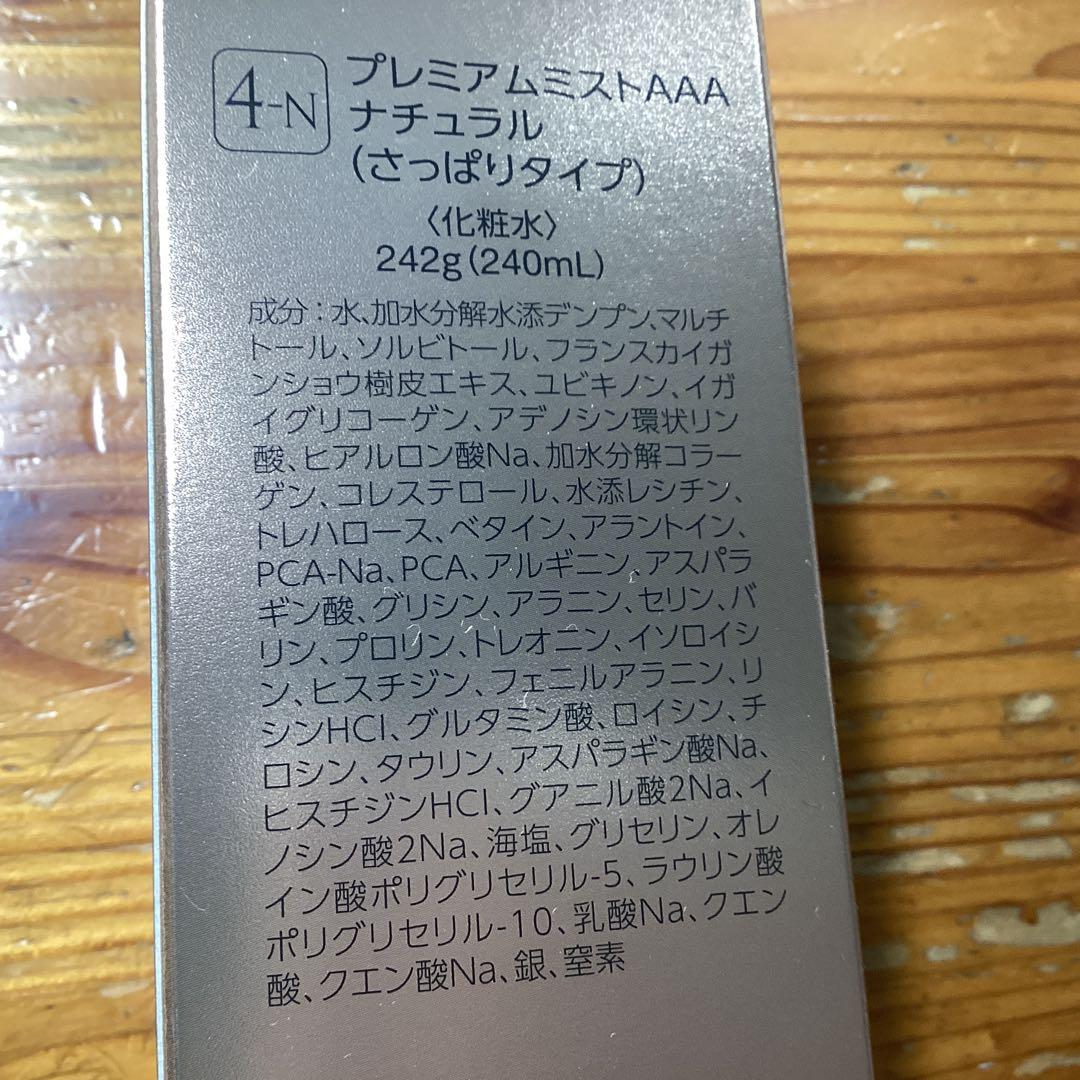 4-N
プレミアムミストAAA
ナチュラル
(さっぱりタイプ)
〈化粧水〉
242g(240mL)
成分：水、加水分解水添デンプン、マルチ
トール、ソルビトール、フランスカイガ
ンショウ樹皮エキス、ユビキノン、イガ
イグリコーゲン、アデノシン環状リン
酸、ヒアルロン酸Na、加水分解コラー
ゲン、コレステロール、水添レシチン、
トレハロース、ベタイン、アラントイン、
PCA-Na、PCA、アルギニン、アスパラ
ギン酸、グリシン、アラニン、セリン、バ
リン、プロリン、トレオニン、イソロイシ
ン、ヒスチジン、フェニルアラニン、リ
シンHCl、グルタミン酸、ロイシン、チ
ロシン、タウリン、アスパラギン酸Na、
ヒスチジンHCl、グアニル酸2Na、イ
ノシン酸2Na、海塩、グリセリン、オレ
イン酸ポリグリセリル-5、ラウリン酸
ポリグリセリル-10、乳酸Na、クエン
酸、クエン酸Na、銀、窒素